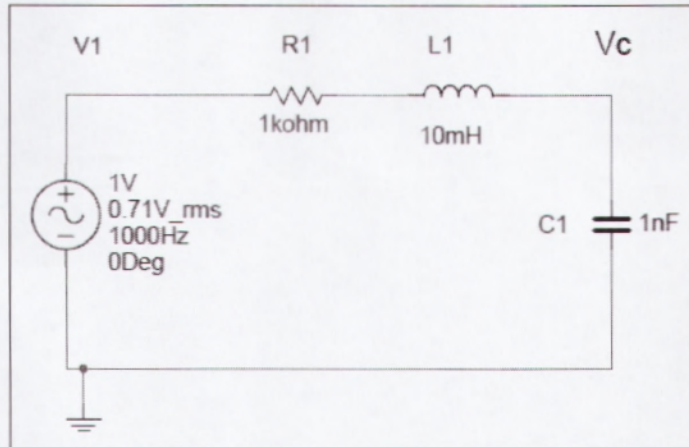 V1
R1
L1
Vc
1kohm
10mH
1V
0.71V_rms
1000Hz
0Deg
C1
1nF